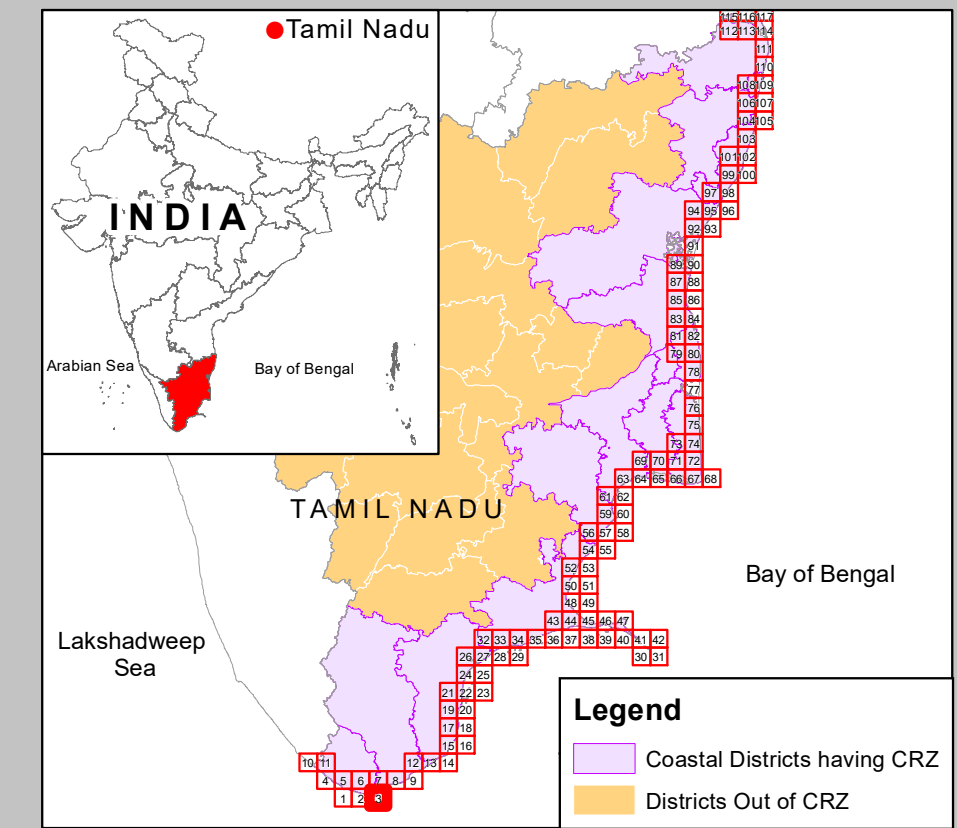 Tamil Nadu
INDIA
Arabian Sea
Bay of Bengal
115 116 117
112 113 114
111
110
108 109
106 107
104 105
103
101 102
99 100
97 98
94 95 96
92 93
91
89 90
87 88
85 86
83 84
81 82
79 80
78
77
76
75
73 74
69 70 71 72
63 64 65 66 67 68
61 62
TAMIL NADU
59 60
56 57 58
54 55
52 53
Bay of Bengal
50 51
48 49
43 44 45 46 47
Lakshadweep
Sea
32 33 34 35 36 37 38 39 40 41 42
26 27 28 29 30 31
24 25
21 22 23
19 20
17 18
15 16
10 11 12 13 14
4 5 6 7 8 9
1 2 3
Legend
Coastal Districts having CRZ
Districts Out of CRZ